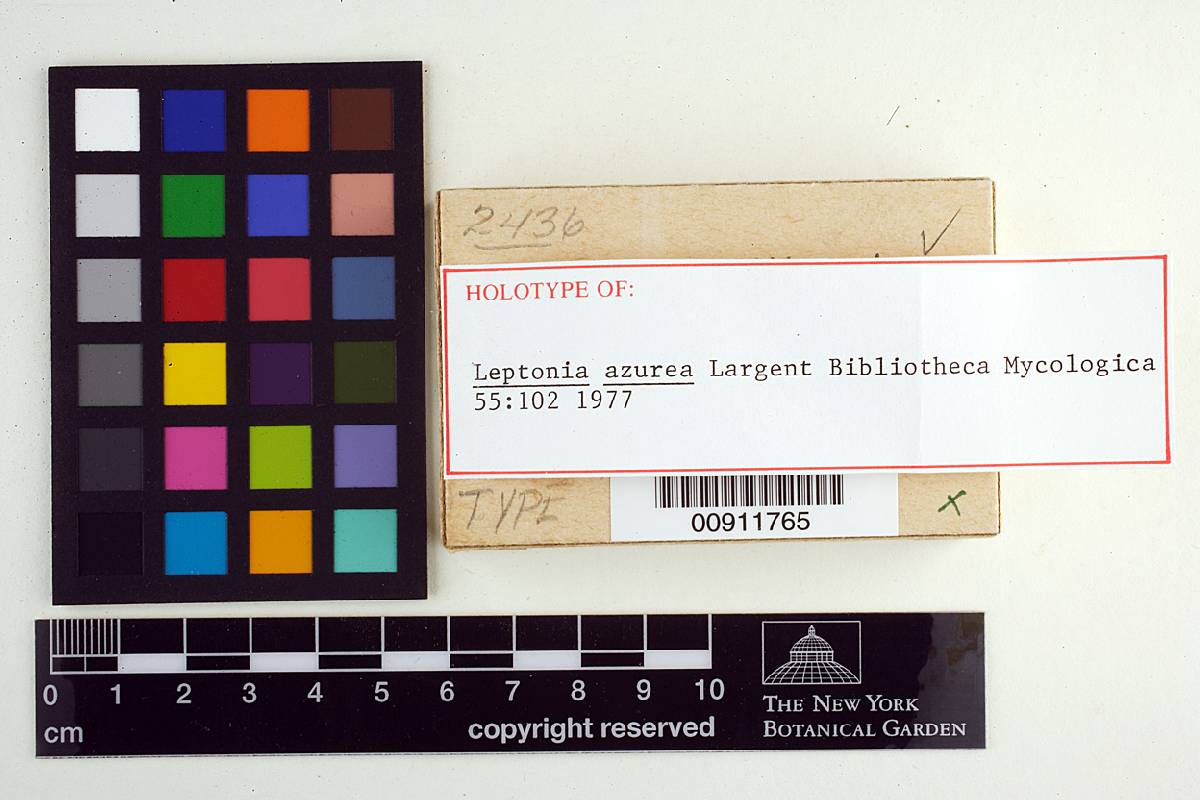 2436
HOLOTYPE OF:
Leptonia azurea Largent Bibliotheca Mycologica
55:102 1977
TYPE
00911765
0 1 2 3 4 5 6 7 8 9 10
cm
copyright reserved
THE NEW YORK
BOTANICAL GARDEN